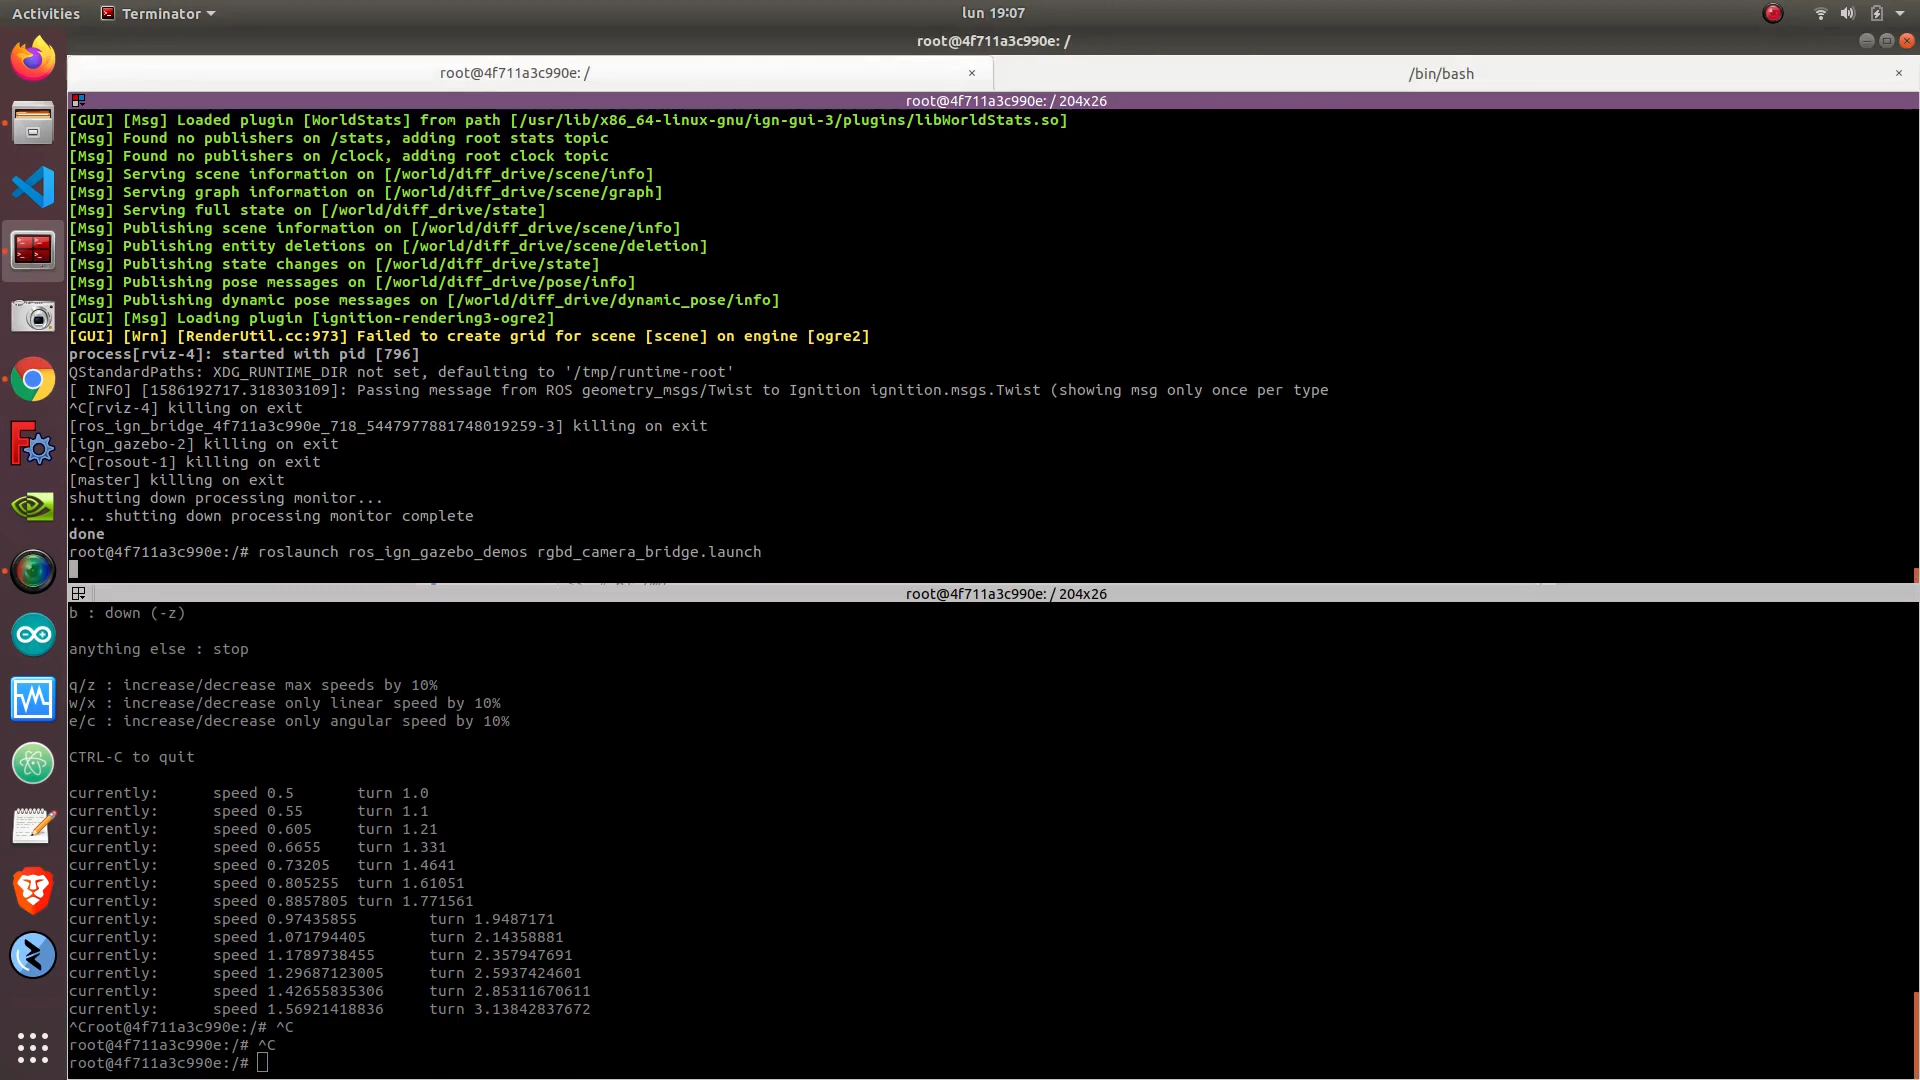 Activities
Terminator
lun 19:07
root@4f711a3c990e: /
root@4f711a3c990e: /
×
/bin/bash
×
root@4f711a3c990e: / 204x26
[GUI] [Msg] Loaded plugin [WorldStats] from path [/usr/lib/x86_64-linux-gnu/ign-gui-3/plugins/libWorldStats.so]
[Msg] Found no publishers on /stats, adding root stats topic
[Msg] Found no publishers on /clock, adding root clock topic
[Msg] Serving scene information on [/world/diff_drive/scene/info]
[Msg] Serving graph information on [/world/diff_drive/scene/graph]
[Msg] Serving full state on [/world/diff_drive/state]
[Msg] Publishing scene information on [/world/diff_drive/scene/info]
[Msg] Publishing entity deletions on [/world/diff_drive/scene/deletion]
[Msg] Publishing state changes on [/world/diff_drive/state]
[Msg] Publishing pose messages on [/world/diff_drive/pose/info]
[Msg] Publishing dynamic pose messages on [/world/diff_drive/dynamic_pose/info]
[GUI] [Msg] Loading plugin [ignition-rendering3-ogre2]
[GUI] [Wrn] [RenderUtil.cc:973] Failed to create grid for scene [scene] on engine [ogre2]
process[rviz-4]: started with pid [796]
QStandardPaths: XDG_RUNTIME_DIR not set, defaulting to '/tmp/runtime-root'
[ INFO] [1586192717.318303109]: Passing message from ROS geometry_msgs/Twist to Ignition ignition.msgs.Twist (showing msg only once per type
^C[rviz-4] killing on exit
[ros_ign_bridge_4f711a3c990e_718_5447977881748019259-3] killing on exit
[ign_gazebo-2] killing on exit
^C[rosout-1] killing on exit
[master] killing on exit
shutting down processing monitor...
... shutting down processing monitor complete
done
root@4f711a3c990e:/# roslaunch ros_ign_gazebo_demos rgbd_camera_bridge.launch
root@4f711a3c990e: / 204x26
b : down (-z)
anything else : stop
q/z : increase/decrease max speeds by 10%
w/x : increase/decrease only linear speed by 10%
e/c : increase/decrease only angular speed by 10%
CTRL-C to quit
currently: speed 0.5 turn 1.0
currently: speed 0.55 turn 1.1
currently: speed 0.605 turn 1.21
currently: speed 0.6655 turn 1.331
currently: speed 0.73205 turn 1.4641
currently: speed 0.805255 turn 1.61051
currently: speed 0.8857805 turn 1.771561
currently: speed 0.97435855 turn 1.9487171
currently: speed 1.071794405 turn 2.14358881
currently: speed 1.1789738455 turn 2.357947691
currently: speed 1.29687123005 turn 2.5937424601
currently: speed 1.42655835306 turn 2.85311670611
currently: speed 1.56921418836 turn 3.13842837672
^Croot@4f711a3c990e:/# ^C
root@4f711a3c990e:/# ^C
root@4f711a3c990e:/#